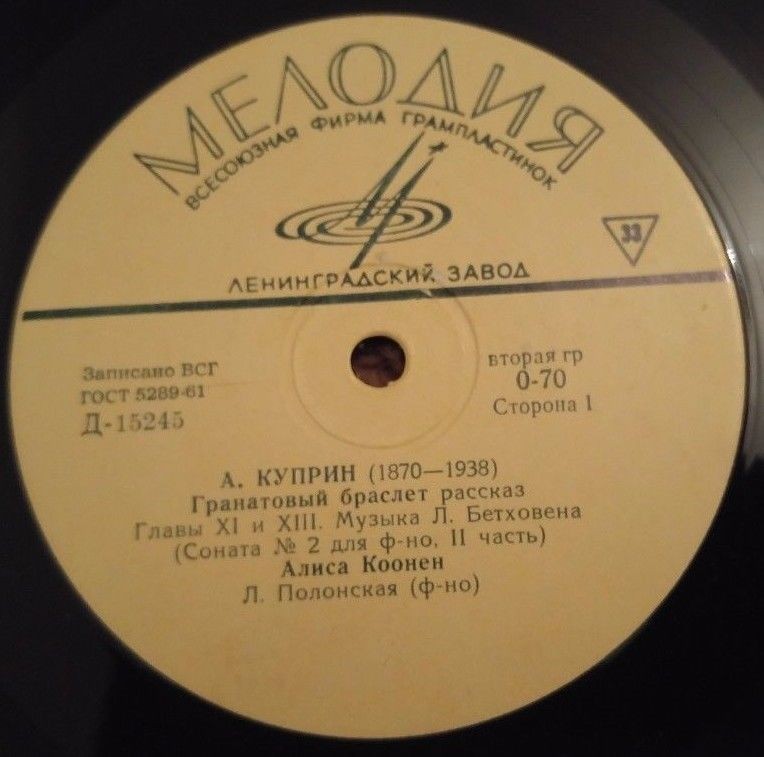 МЕЛОДИЯ
ВСЕСОЮЗНАЯ ФИРМА ГРАМПЛАСТИНОК
33
ЛЕНИНГРАДСКИЙ ЗАВОД
Записано ВСГ
ГОСТ 5289-61
Д-15245
вторая гр
0-70
Сторона 1
А. КУПРИН (1870—1938)
Гранатовый браслет рассказ
Главы XI и XIII. Музыка Л. Бетховена
(Соната № 2 для ф-но, II часть)
Алиса Коонен
Л. Полонская (ф-но)